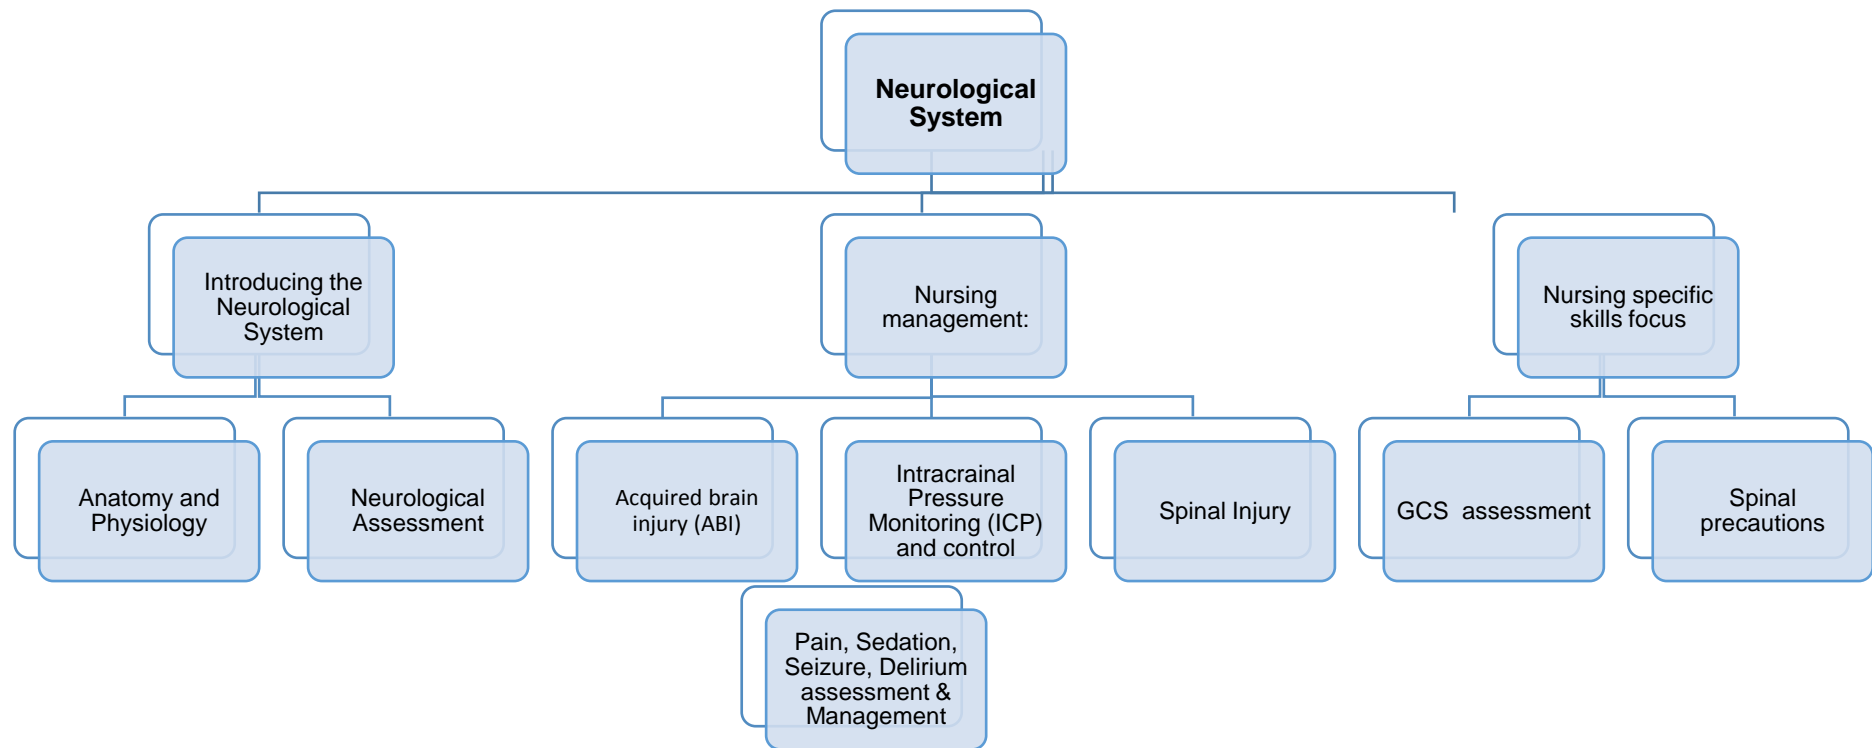 Neurological
System
Introducing the
Neurological
System
Nursing
management:
Nursing specific
skills focus
Anatomy and
Physiology
Neurological
Assessment
Acquired brain
injury (ABI)
Intracrainal
Pressure
Monitoring (ICP)
and control
Spinal Injury
GCS  assessment
Spinal
precautions
Pain, Sedation,
Seizure, Delirium
assessment &
Management